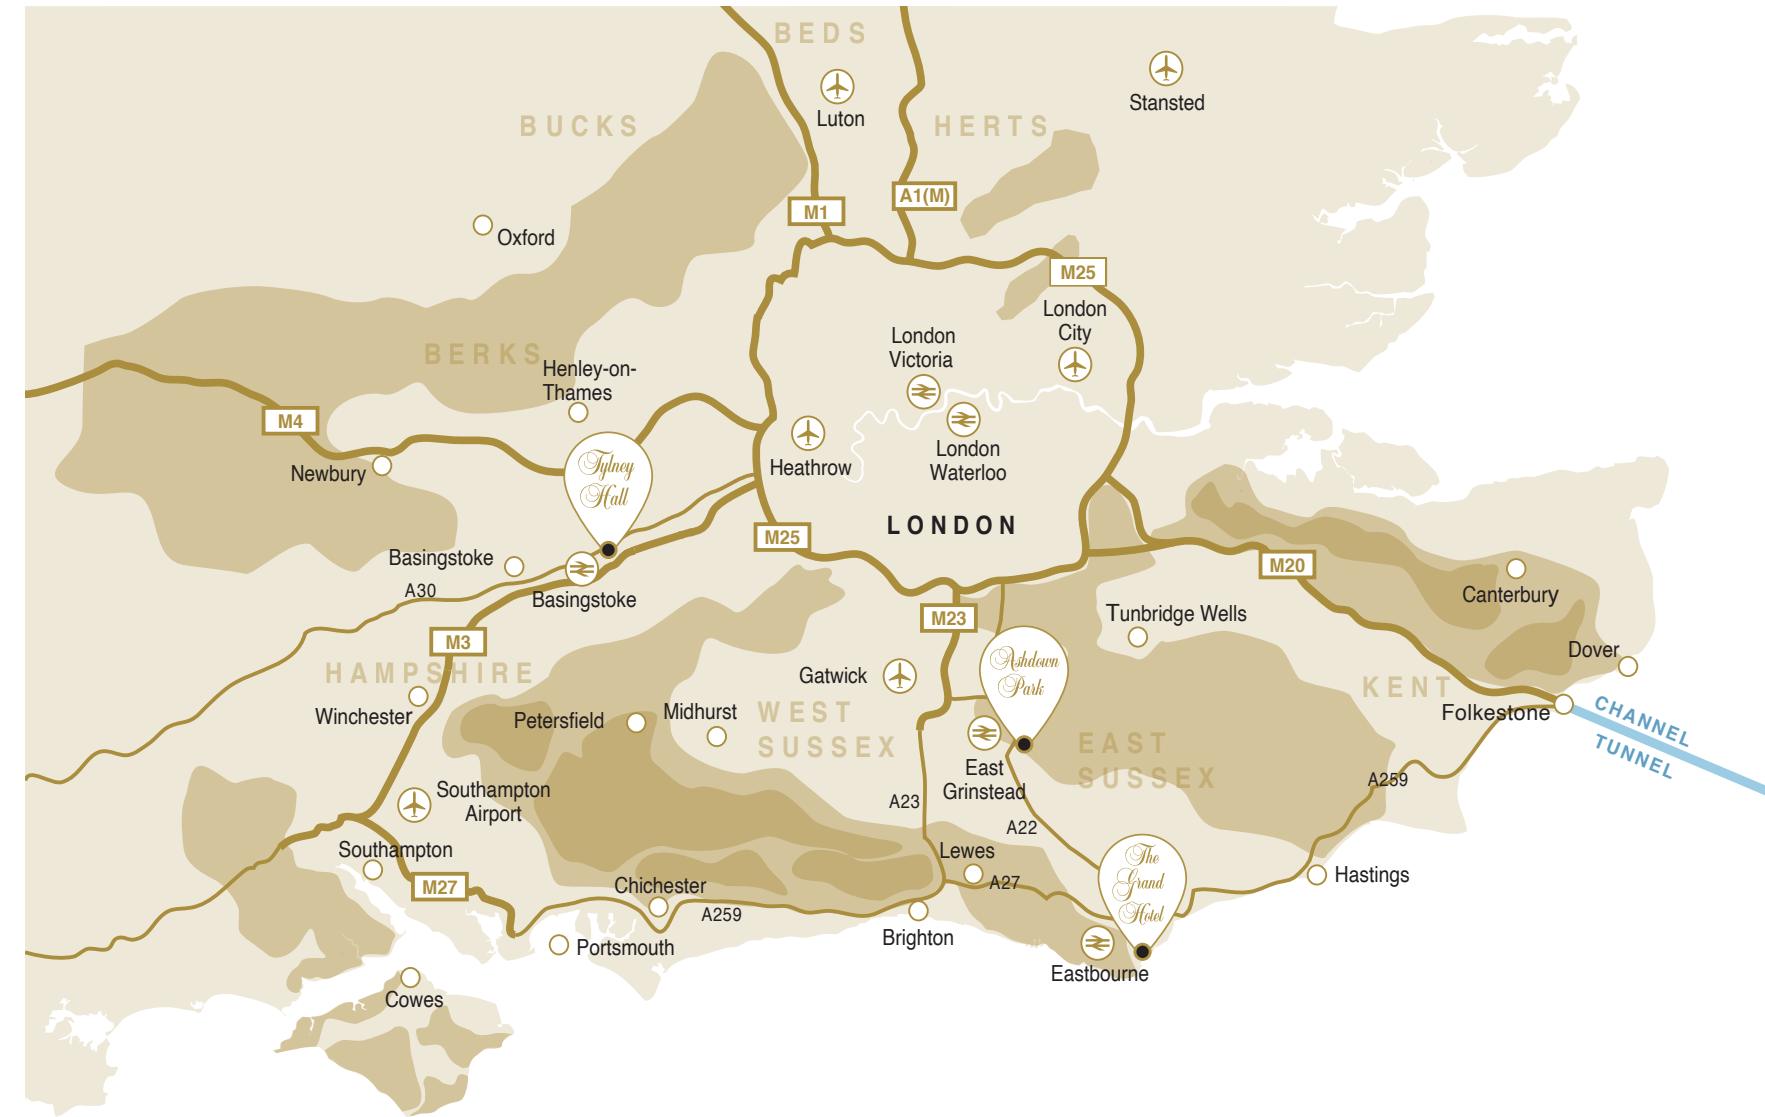 BEDS
Luton
Stansted
BUCKS
HERTS
A1(M)
M1
Oxford
M25
London
City
London
Victoria
BERKS
Henley-on-
Thames
M4
Newbury
Heathrow
London
Waterloo
Tylney
Hall
LONDON
M25
Basingstoke
A30
Basingstoke
M3
M20
Canterbury
M23
Tunbridge Wells
Dover
HAMPSHIRE
Winchester
Petersfield
Midhurst
Gatwick
WEST
SUSSEX
Ashdown
Park
KENT
Folkestone
CHANNEL
TUNNEL
EAST
SUSSEX
East
Grinstead
A259
Southampton
Airport
A23
A22
Southampton
M27
Chichester
A259
Lewes
A27
The
Grand
Hotel
Hastings
Portsmouth
Brighton
Eastbourne
Cowes